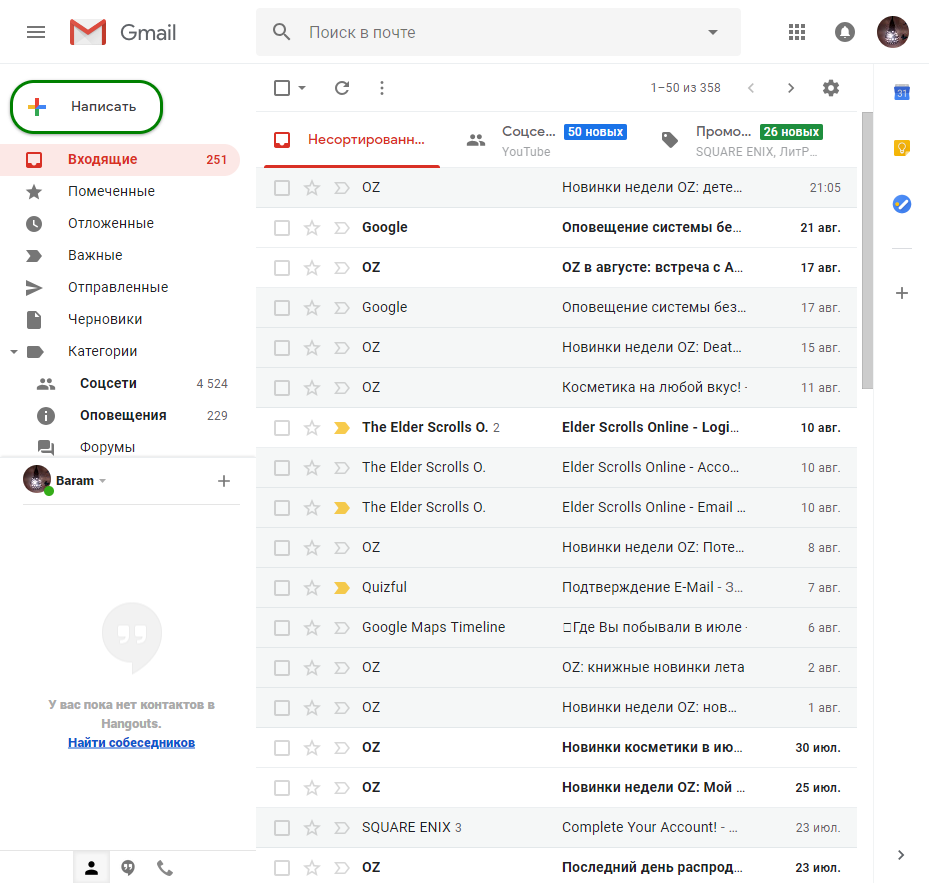 Gmail
Поиск в почте
Написать
1–50 из 358
31
Входящие 251
Помеченные
Отложенные
Важные
Отправленные
Черновики
Категории
Соцсети 4 524
Оповещения 229
Форумы
Baram
У вас пока нет контактов в
Hangouts.
Найти собеседников
Несортированн...
Соцсе... 50 новых
YouTube
Промо... 26 новых
SQUARE ENIX, ЛитР...
OZ Новинки недели OZ: дете... 21:05
Google Оповещение системы бе... 21 авг.
OZ OZ в августе: встреча с А... 17 авг.
Google Оповещение системы без... 17 авг.
OZ Новинки недели OZ: Deat... 15 авг.
OZ Косметика на любой вкус! - 11 авг.
The Elder Scrolls O. 2 Elder Scrolls Online - Logi... 10 авг.
The Elder Scrolls O. Elder Scrolls Online - Acco... 10 авг.
The Elder Scrolls O. Elder Scrolls Online - Email ... 10 авг.
OZ Новинки недели OZ: Поте... 8 авг.
Quizful Подтверждение E-Mail - З... 7 авг.
Google Maps Timeline Где Вы побывали в июле - 6 авг.
OZ OZ: книжные новинки лета 2 авг.
OZ Новинки недели OZ: нов... 1 авг.
OZ Новинки косметики в ию... 30 июл.
OZ Новинки недели OZ: Мой ... 25 июл.
SQUARE ENIX 3 Complete Your Account! - ... 23 июл.
OZ Последний день распрод... 23 июл.